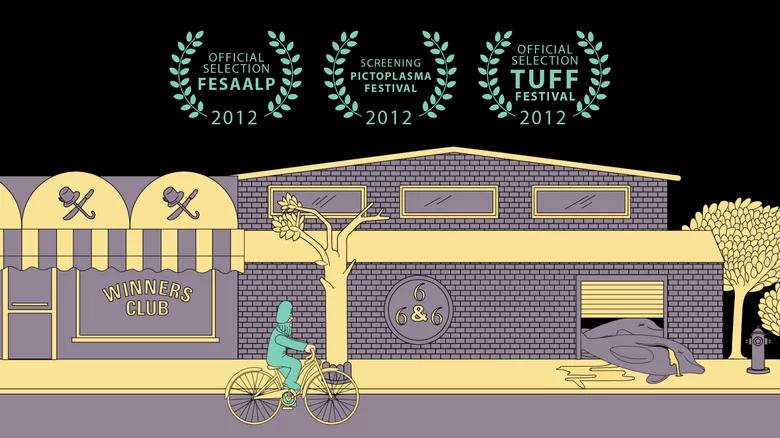 OFFICIAL
SELECTION
FESAALP
2012
SCREENING
PICTOPLASMA
FESTIVAL
2012
OFFICIAL
SELECTION
TUFF
FESTIVAL
2012
WINNERS
CLUB
6
6 & 6